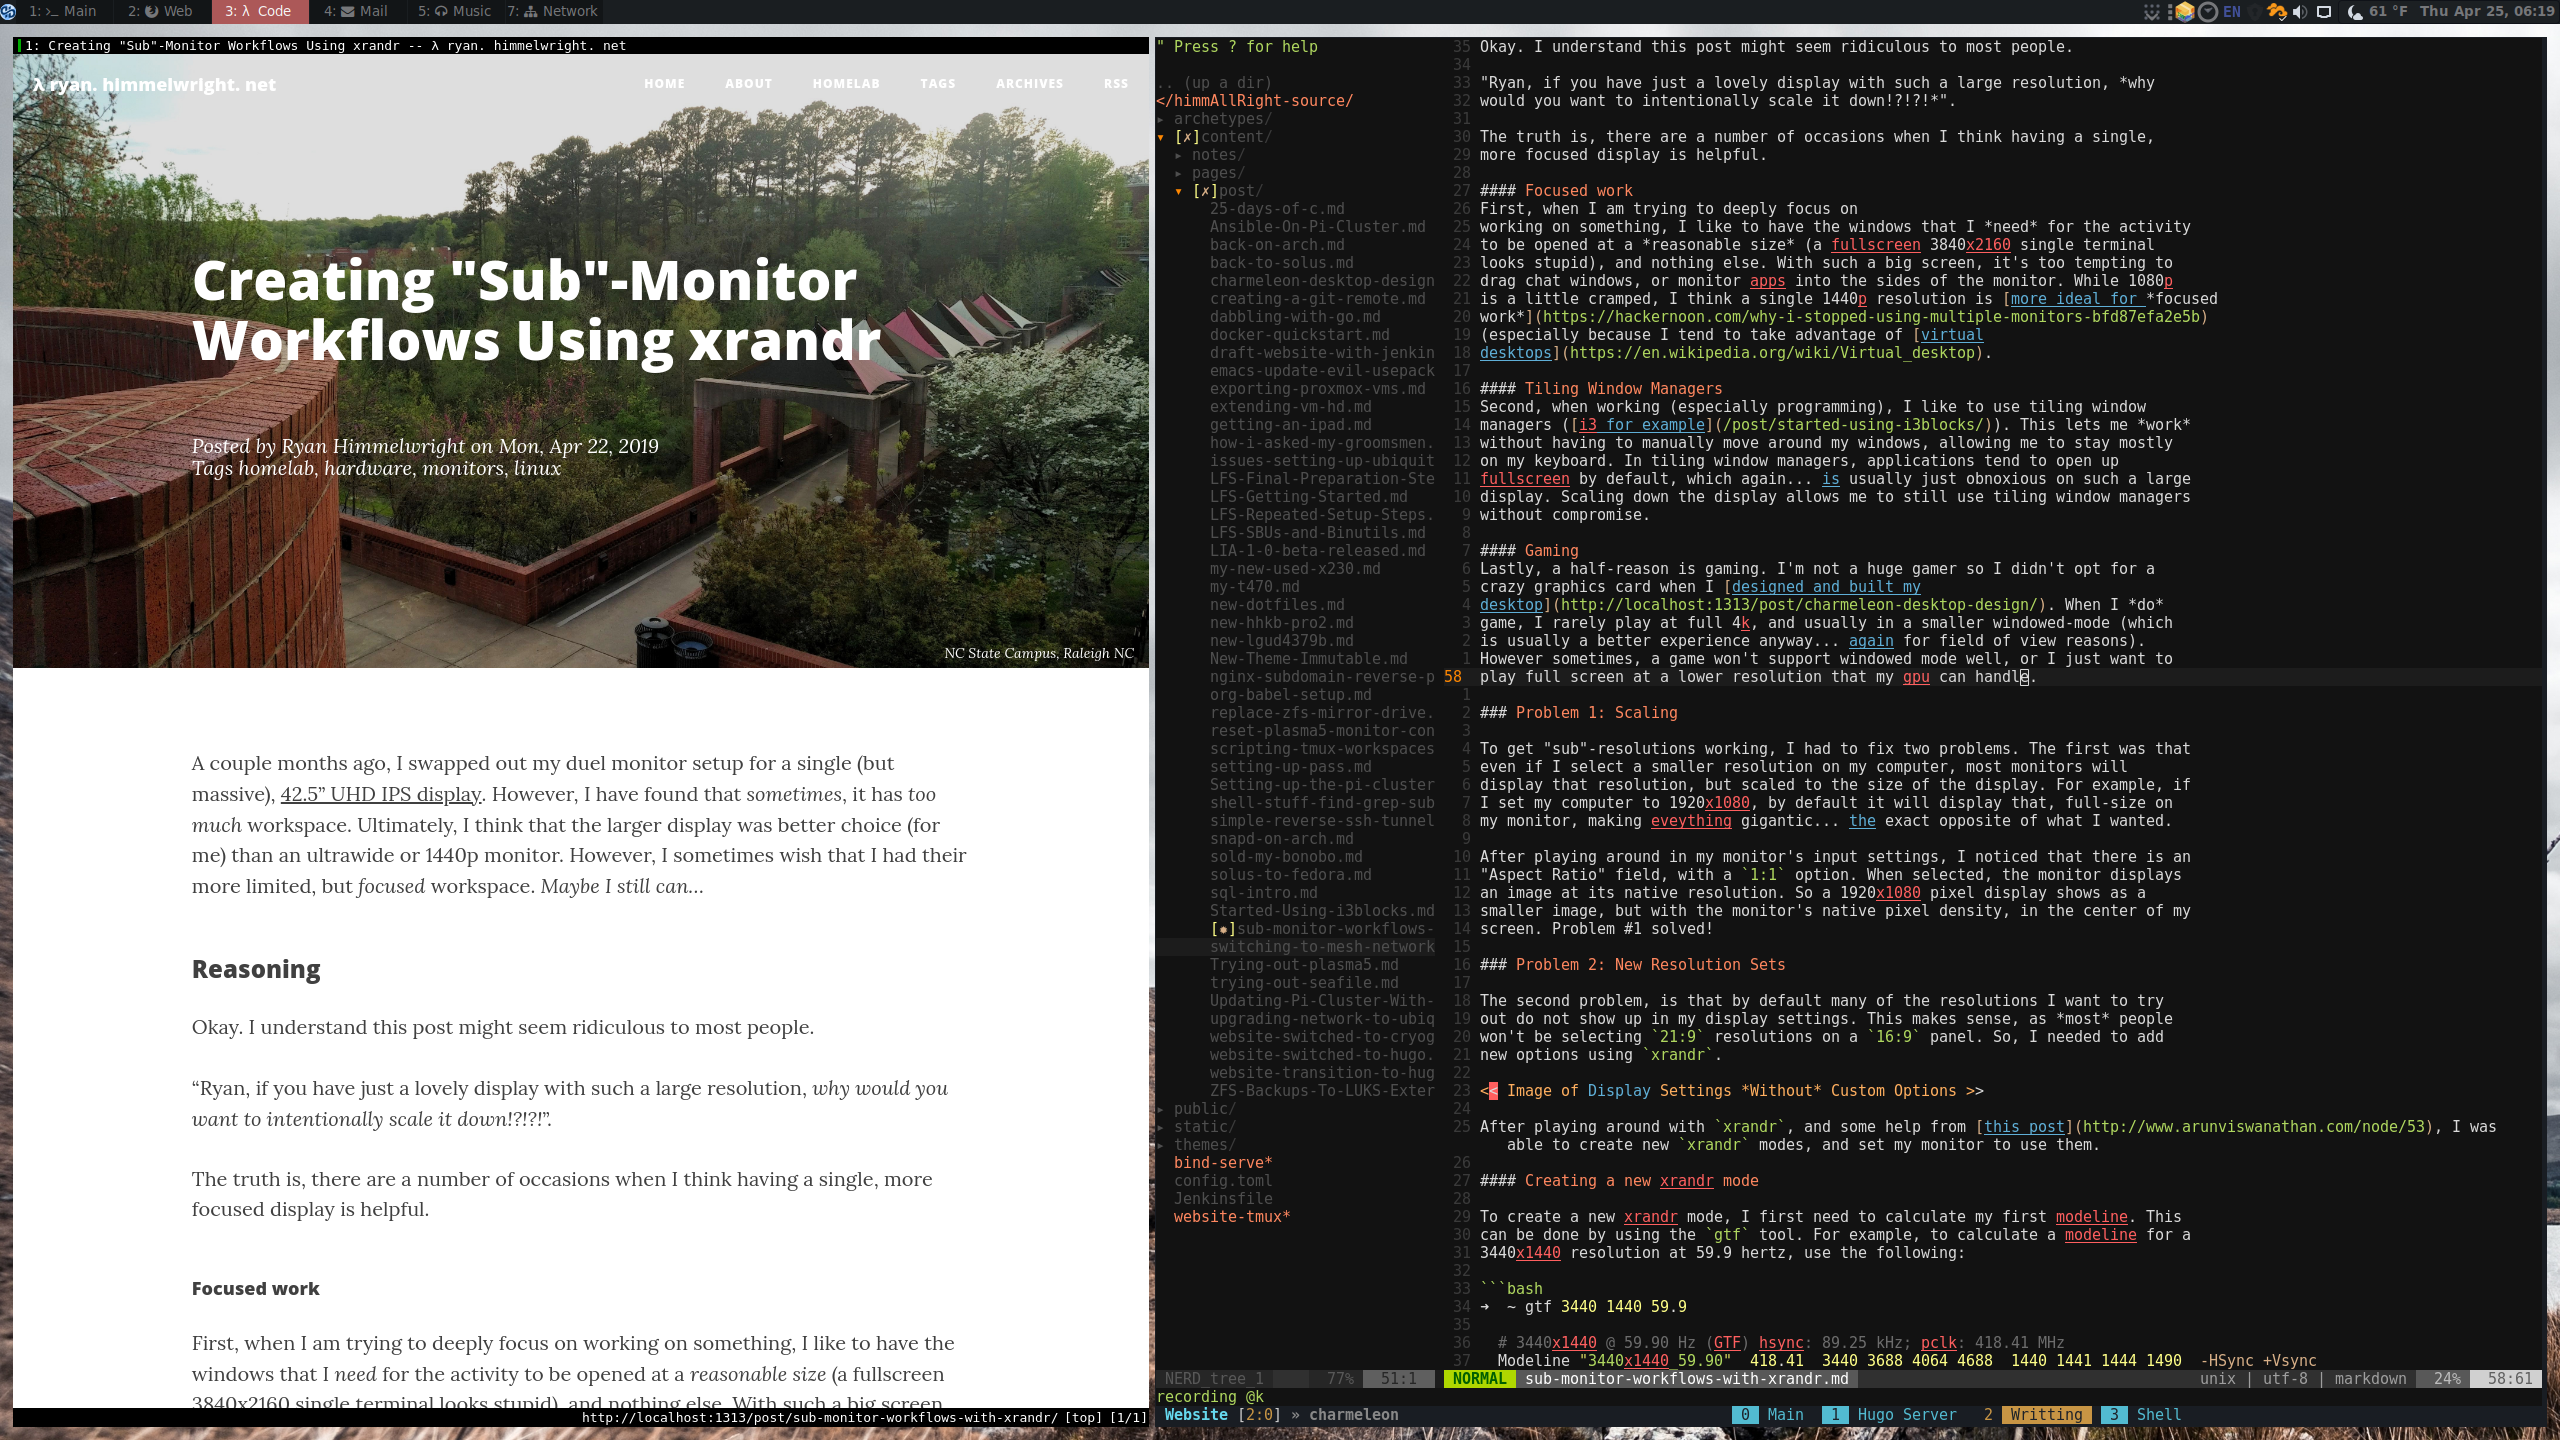 1: >_ Main
2: Web
3: λ Code
4: Mail
5: Music
7: Network
EN
61 °F
Thu Apr 25, 06:19
1: Creating "Sub"-Monitor Workflows Using xrandr -- λ ryan. himmelwright. net
λ ryan. himmelwright. net
HOME
ABOUT
HOMELAB
TAGS
ARCHIVES
RSS
Creating "Sub"-Monitor
Workflows Using xrandr
Posted by Ryan Himmelwright on Mon, Apr 22, 2019
Tags homelab, hardware, monitors, linux
NC State Campus, Raleigh NC
A couple months ago, I swapped out my duel monitor setup for a single (but
massive), 42.5” UHD IPS display. However, I have found that sometimes, it has too
much workspace. Ultimately, I think that the larger display was better choice (for
me) than an ultrawide or 1440p monitor. However, I sometimes wish that I had their
more limited, but focused workspace. Maybe I still can…
Reasoning
Okay. I understand this post might seem ridiculous to most people.
“Ryan, if you have just a lovely display with such a large resolution, why would you
want to intentionally scale it down!?!?!”.
The truth is, there are a number of occasions when I think having a single, more
focused display is helpful.
Focused work
First, when I am trying to deeply focus on working on something, I like to have the
windows that I need for the activity to be opened at a reasonable size (a fullscreen
3840x2160 single terminal looks stupid), and nothing else. With such a big screen,
http://localhost:1313/post/sub-monitor-workflows-with-xrandr/ [top] [1/1]
" Press ? for help
.. (up a dir)
</himmAllRight-source/
▸ archetypes/
▾ [✗]content/
▸ notes/
▸ pages/
▾ [✗]post/
25-days-of-c.md
Ansible-On-Pi-Cluster.md
back-on-arch.md
back-to-solus.md
charmeleon-desktop-design
creating-a-git-remote.md
dabbling-with-go.md
docker-quickstart.md
draft-website-with-jenkin
emacs-update-evil-usepack
exporting-proxmox-vms.md
extending-vm-hd.md
getting-an-ipad.md
how-i-asked-my-groomsmen.
issues-setting-up-ubiquit
LFS-Final-Preparation-Ste
LFS-Getting-Started.md
LFS-Repeated-Setup-Steps.
LFS-SBUs-and-Binutils.md
LIA-1-0-beta-released.md
my-new-used-x230.md
my-t470.md
new-dotfiles.md
new-hhkb-pro2.md
new-lgud4379b.md
New-Theme-Immutable.md
nginx-subdomain-reverse-p
org-babel-setup.md
replace-zfs-mirror-drive.
reset-plasma5-monitor-con
scripting-tmux-workspaces
setting-up-pass.md
Setting-up-the-pi-cluster
shell-stuff-find-grep-sub
simple-reverse-ssh-tunnel
snapd-on-arch.md
sold-my-bonobo.md
solus-to-fedora.md
sql-intro.md
Started-Using-i3blocks.md
[✹]sub-monitor-workflows-
switching-to-mesh-network
Trying-out-plasma5.md
trying-out-seafile.md
Updating-Pi-Cluster-With-
upgrading-network-to-ubiq
website-switched-to-cryog
website-switched-to-hugo.
website-transition-to-hug
ZFS-Backups-To-LUKS-Exter
▸ public/
▸ static/
▸ themes/
bind-serve*
config.toml
Jenkinsfile
website-tmux*
35 Okay. I understand this post might seem ridiculous to most people.
34
33 "Ryan, if you have just a lovely display with such a large resolution, *why
32 would you want to intentionally scale it down!?!?!*".
31
30 The truth is, there are a number of occasions when I think having a single,
29 more focused display is helpful.
28
27 #### Focused work
26 First, when I am trying to deeply focus on
25 working on something, I like to have the windows that I *need* for the activity
24 to be opened at a *reasonable size* (a fullscreen 3840x2160 single terminal
23 looks stupid), and nothing else. With such a big screen, it's too tempting to
22 drag chat windows, or monitor apps into the sides of the monitor. While 1080p
21 is a little cramped, I think a single 1440p resolution is [more ideal for *focused
20 work*](https://hackernoon.com/why-i-stopped-using-multiple-monitors-bfd87efa2e5b)
19 (especially because I tend to take advantage of [virtual
18 desktops](https://en.wikipedia.org/wiki/Virtual_desktop).
17
16 #### Tiling Window Managers
15 Second, when working (especially programming), I like to use tiling window
14 managers ([i3 for example](/post/started-using-i3blocks/)). This lets me *work*
13 without having to manually move around my windows, allowing me to stay mostly
12 on my keyboard. In tiling window managers, applications tend to open up
11 fullscreen by default, which again... is usually just obnoxious on such a large
10 display. Scaling down the display allows me to still use tiling window managers
9 without compromise.
8
7 #### Gaming
6 Lastly, a half-reason is gaming. I'm not a huge gamer so I didn't opt for a
5 crazy graphics card when I [designed and built my
4 desktop](http://localhost:1313/post/charmeleon-desktop-design/). When I *do*
3 game, I rarely play at full 4k, and usually in a smaller windowed-mode (which
2 is usually a better experience anyway... again for field of view reasons).
1 However sometimes, a game won't support windowed mode well, or I just want to
58 play full screen at a lower resolution that my gpu can handle.
1
2 ### Problem 1: Scaling
3
4 To get "sub"-resolutions working, I had to fix two problems. The first was that
5 even if I select a smaller resolution on my computer, most monitors will
6 display that resolution, but scaled to the size of the display. For example, if
7 I set my computer to 1920x1080, by default it will display that, full-size on
8 my monitor, making eveything gigantic... the exact opposite of what I wanted.
9
10 After playing around in my monitor's input settings, I noticed that there is an
11 "Aspect Ratio" field, with a `1:1` option. When selected, the monitor displays
12 an image at its native resolution. So a 1920x1080 pixel display shows as a
13 smaller image, but with the monitor's native pixel density, in the center of my
14 screen. Problem #1 solved!
15
16 ### Problem 2: New Resolution Sets
17
18 The second problem, is that by default many of the resolutions I want to try
19 out do not show up in my display settings. This makes sense, as *most* people
20 won't be selecting `21:9` resolutions on a `16:9` panel. So, I needed to add
21 new options using `xrandr`.
22
23 << Image of Display Settings *Without* Custom Options >>
24
25 After playing around with `xrandr`, and some help from [this post](http://www.arunviswanathan.com/node/53), I was
able to create new `xrandr` modes, and set my monitor to use them.
26
27 #### Creating a new xrandr mode
28
29 To create a new xrandr mode, I first need to calculate my first modeline. This
30 can be done by using the `gtf` tool. For example, to calculate a modeline for a
31 3440x1440 resolution at 59.9 hertz, use the following:
32
33 ```bash
34 ➜  ~ gtf 3440 1440 59.9
35
36 # 3440x1440 @ 59.90 Hz (GTF) hsync: 89.25 kHz; pclk: 418.41 MHz
37 Modeline "3440x1440_59.90"  418.41  3440 3688 4064 4688  1440 1441 1444 1490  -HSync +Vsync
NERD tree 1 77% 51:1
NORMAL sub-monitor-workflows-with-xrandr.md unix | utf-8 | markdown 24% 58:61
recording @k
Website [2:0] » charmeleon 0 Main 1 Hugo Server 2 Writting 3 Shell